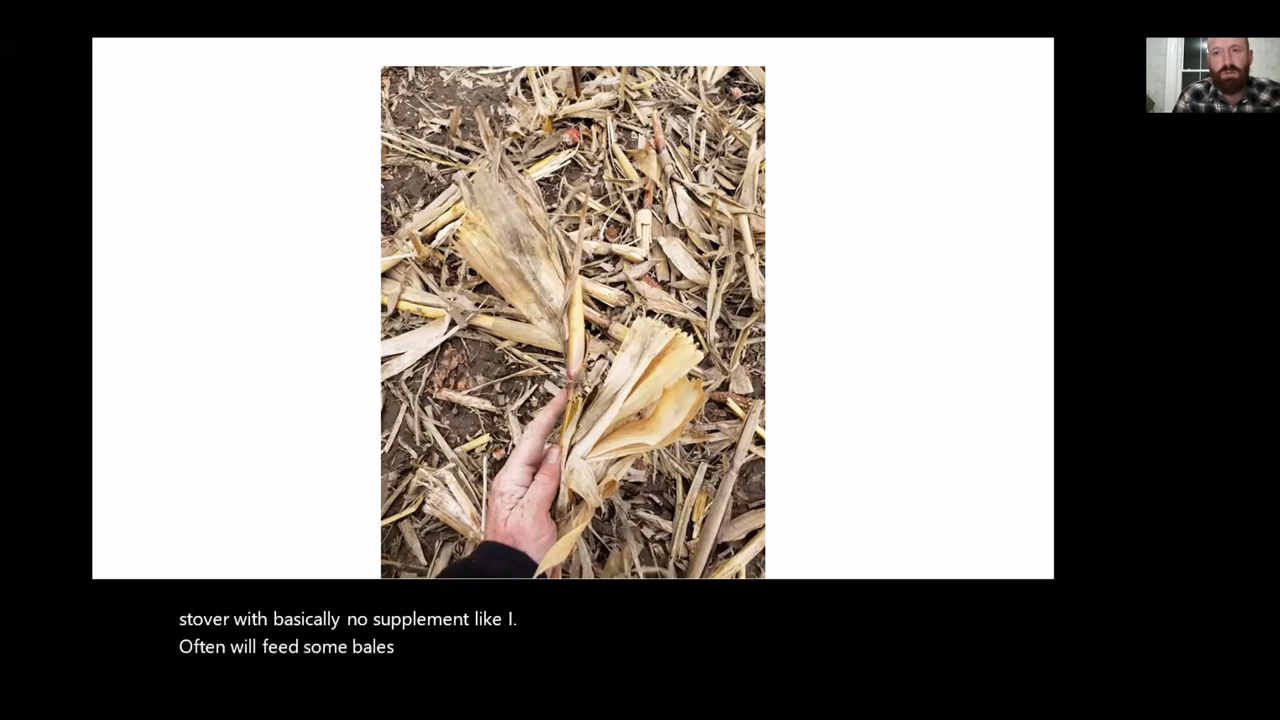 stover with basically no supplement like I.
Often will feed some bales